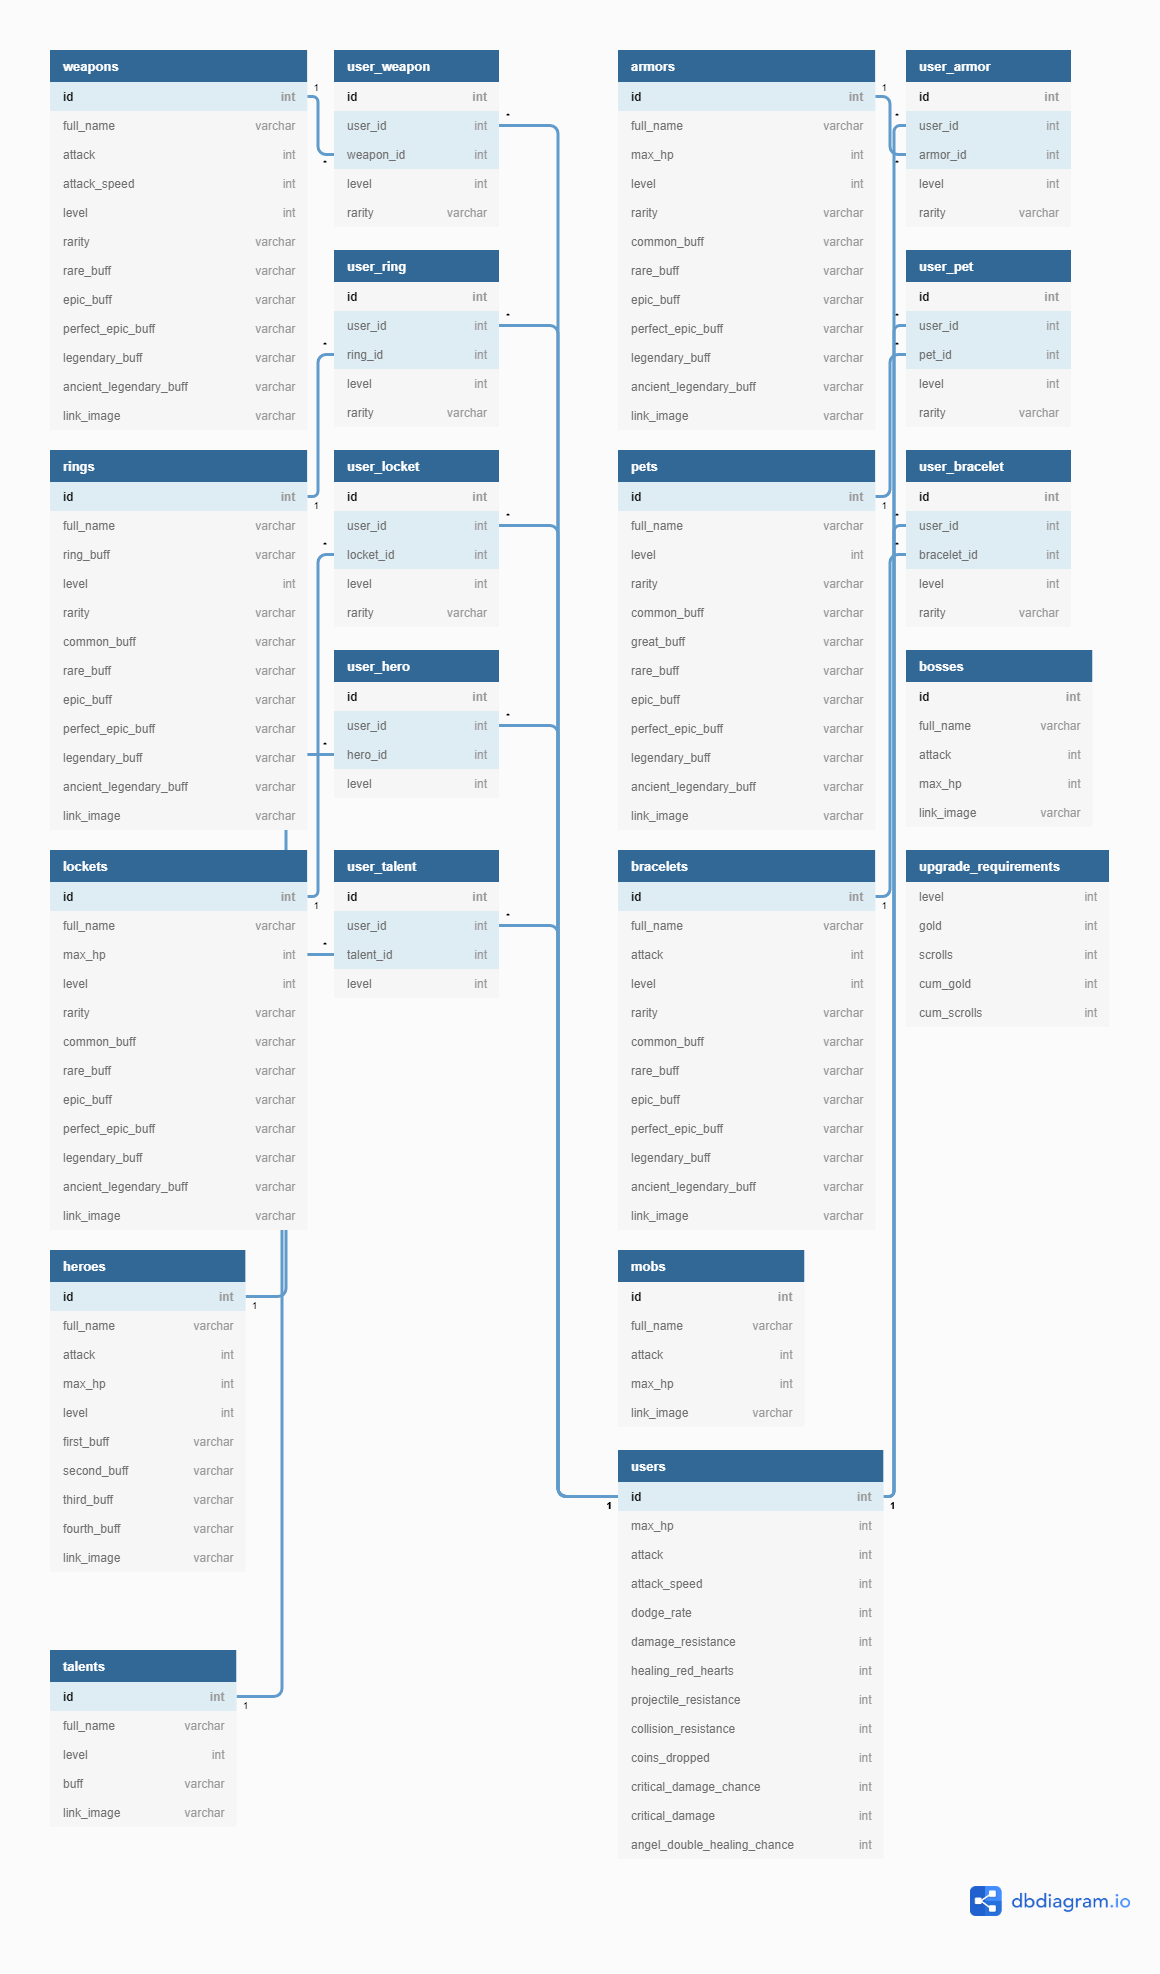 weapons
id int
full_name varchar
attack int
attack_speed int
level int
rarity varchar
rare_buff varchar
epic_buff varchar
perfect_epic_buff varchar
legendary_buff varchar
ancient_legendary_buff varchar
link_image varchar
1
*
user_weapon
id int
user_id int
weapon_id int
level int
rarity varchar
*
user_ring
id int
user_id int
ring_id int
level int
rarity varchar
*
*
rings
id int
full_name varchar
ring_buff varchar
level int
rarity varchar
common_buff varchar
rare_buff varchar
epic_buff varchar
perfect_epic_buff varchar
legendary_buff varchar
ancient_legendary_buff varchar
link_image varchar
1
user_locket
id int
user_id int
locket_id int
level int
rarity varchar
*
*
user_hero
id int
user_id int
hero_id int
level int
*
*
lockets
id int
full_name varchar
max_hp int
level int
rarity varchar
common_buff varchar
rare_buff varchar
epic_buff varchar
perfect_epic_buff varchar
legendary_buff varchar
ancient_legendary_buff varchar
link_image varchar
1
user_talent
id int
user_id int
talent_id int
level int
*
*
heroes
id int
full_name varchar
attack int
max_hp int
level int
first_buff varchar
second_buff varchar
third_buff varchar
fourth_buff varchar
link_image varchar
1
talents
id int
full_name varchar
level int
buff varchar
link_image varchar
1
armors
id int
full_name varchar
max_hp int
level int
rarity varchar
common_buff varchar
rare_buff varchar
epic_buff varchar
perfect_epic_buff varchar
legendary_buff varchar
ancient_legendary_buff varchar
link_image varchar
1
user_armor
id int
user_id int
armor_id int
level int
rarity varchar
*
*
user_pet
id int
user_id int
pet_id int
level int
rarity varchar
*
*
pets
id int
full_name varchar
level int
rarity varchar
common_buff varchar
great_buff varchar
rare_buff varchar
epic_buff varchar
perfect_epic_buff varchar
legendary_buff varchar
ancient_legendary_buff varchar
link_image varchar
1
user_bracelet
id int
user_id int
bracelet_id int
level int
rarity varchar
*
*
bosses
id int
full_name varchar
attack int
max_hp int
link_image varchar
bracelets
id int
full_name varchar
attack int
level int
rarity varchar
common_buff varchar
rare_buff varchar
epic_buff varchar
perfect_epic_buff varchar
legendary_buff varchar
ancient_legendary_buff varchar
link_image varchar
1
upgrade_requirements
level int
gold int
scrolls int
cum_gold int
cum_scrolls int
mobs
id int
full_name varchar
attack int
max_hp int
link_image varchar
users
id int
max_hp int
attack int
attack_speed int
dodge_rate int
damage_resistance int
healing_red_hearts int
projectile_resistance int
collision_resistance int
coins_dropped int
critical_damage_chance int
critical_damage int
angel_double_healing_chance int
1
1
dbdiagram.io